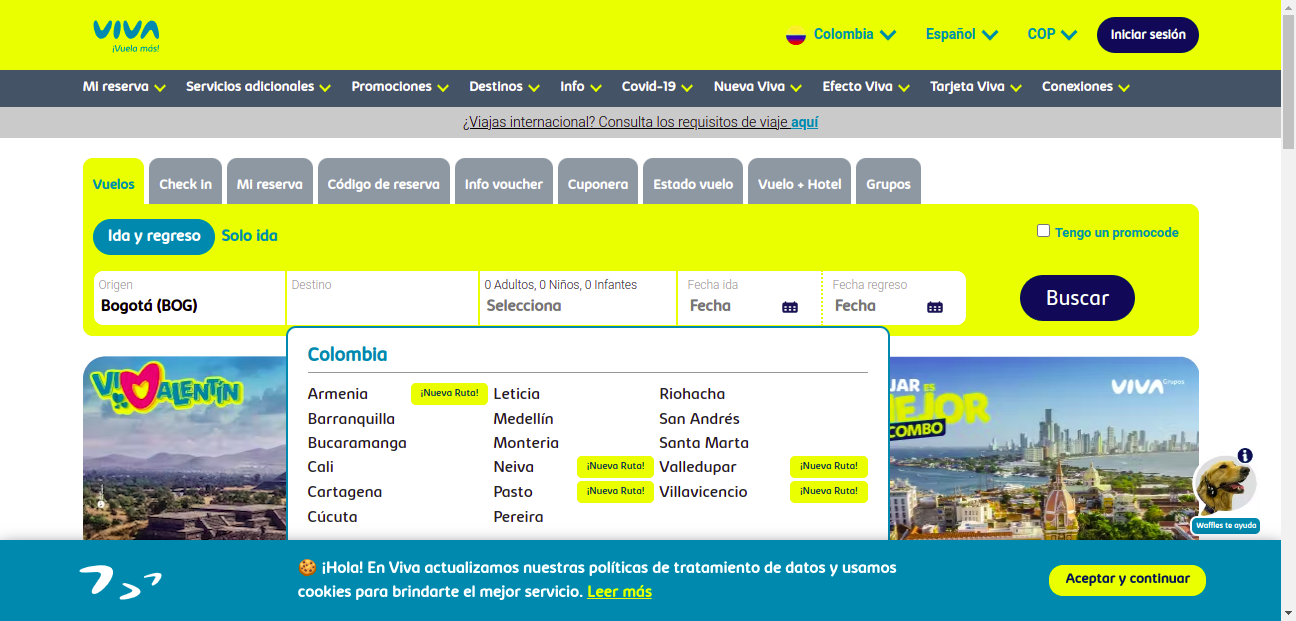 VIVA
¡Vuela más!
Colombia
Español
COP
Iniciar sesión
Mi reserva
Servicios adicionales
Promociones
Destinos
Info
Covid-19
Nueva Viva
Efecto Viva
Tarjeta Viva
Conexiones
¿Viajas internacional? Consulta los requisitos de viaje aquí
Vuelos
Check In
Mi reserva
Código de reserva
Info voucher
Cuponera
Estado vuelo
Vuelo + Hotel
Grupos
Ida y regreso
Solo ida
Tengo un promocode
Origen
Bogotá (BOG)
Destino
0 Adultos, 0 Niños, 0 Infantes
Selecciona
Fecha ida
Fecha
Fecha regreso
Fecha
Buscar
Colombia
Armenia ¡Nueva Ruta!
Barranquilla
Bucaramanga
Cali
Cartagena
Cúcuta
Leticia
Medellín
Monteria
Neiva ¡Nueva Ruta!
Pasto ¡Nueva Ruta!
Pereira
Riohacha
San Andrés
Santa Marta
Valledupar ¡Nueva Ruta!
Villavicencio ¡Nueva Ruta!
VIVALENTÍN
JAR ES
MEJOR
COMBO
VIVA Grupos
Waffles te ayuda
¡Hola! En Viva actualizamos nuestras políticas de tratamiento de datos y usamos
cookies para brindarte el mejor servicio. Leer más
Aceptar y continuar